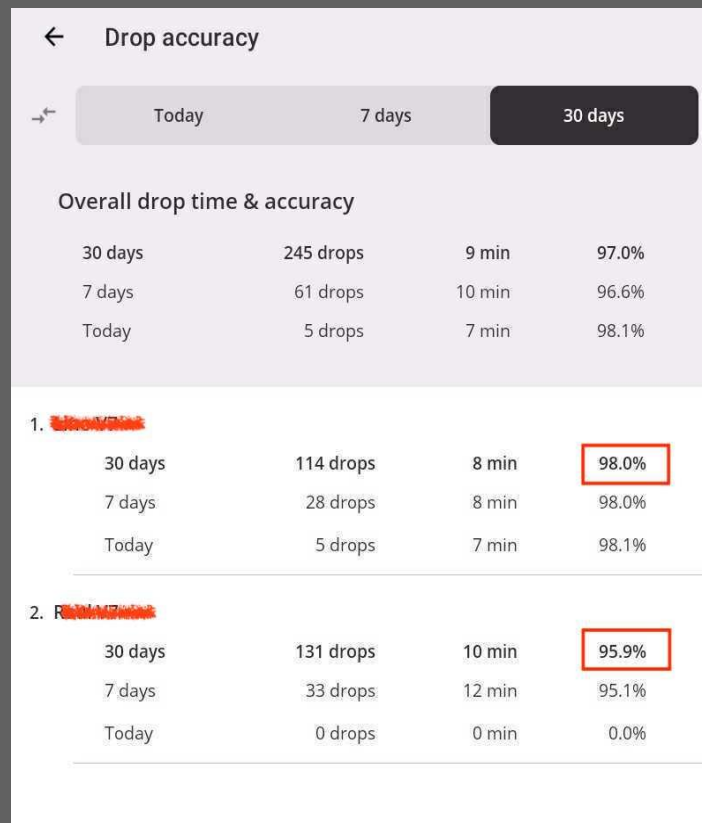 Drop accuracy
Today 7 days 30 days
Overall drop time & accuracy
30 days 245 drops 9 min 97.0%
7 days 61 drops 10 min 96.6%
Today 5 drops 7 min 98.1%
1.
30 days 114 drops 8 min 98.0%
7 days 28 drops 8 min 98.0%
Today 5 drops 7 min 98.1%
2.
30 days 131 drops 10 min 95.9%
7 days 33 drops 12 min 95.1%
Today 0 drops 0 min 0.0%